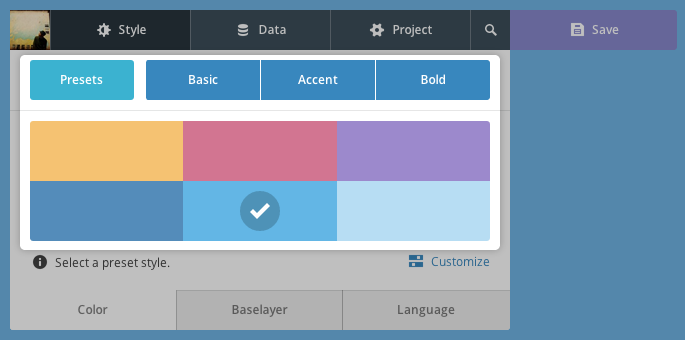 Style Data Project Save
Presets Basic Accent Bold
Select a preset style. Customize
Color Baselayer Language